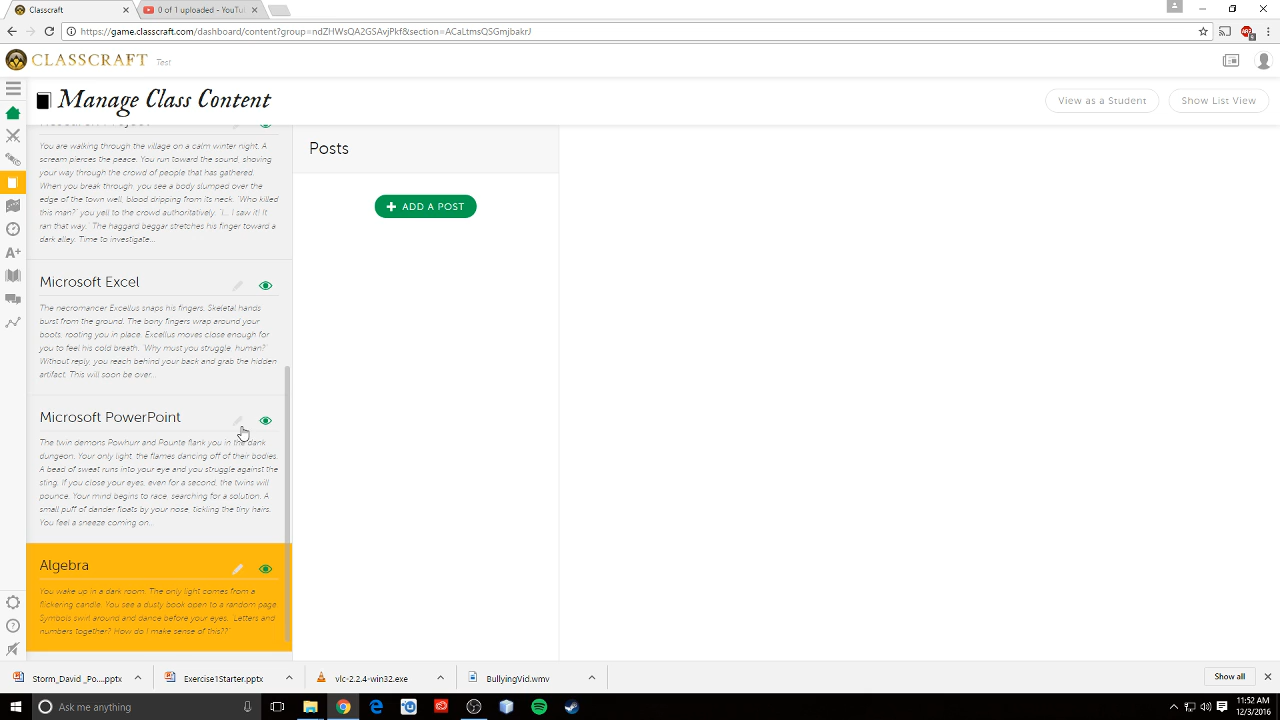 Classcraft
0 of 1 uploaded - YouTu
https://game.classcraft.com/dashboard/content?group=ndZHWsQA2GSAvjPkf&section=ACaLtmsQSGmjbakrJ
CLASSCRAFT Test
Manage Class Content
View as a Student
Show List View
Research Project
You are walking through the village on a calm winter night. A
scream pierces the peace. You run toward the sound, shoving
your way through the crowd of people that has gathered.
When you break through, you see a body slumped over the
edge of the town well, blood dripping from its neck. "Who killed
this man?" you yell to the crowd authoritatively. "I... I saw it! It
ran that way." The haggard beggar stretches his finger toward a
dark alley. Time to investigate...
Microsoft Excel
The necromancer Excellus snaps his fingers. Skeletal hands
burst from the ground. The bony fingers wrap around your
boots, rooting you in place. Excellus moves close enough for
you to feel his cold breath. "Why must you struggle, human?"
Without reply, you reach behind your back and grab the hidden
artifact. This will soon be over...
Microsoft PowerPoint
The twin demons Powhurr and Pounte flank you in the dark
dungeon. Your only light, the flames dancing off of their bodies.
A bead of sweat runs into your eye and you struggle against the
sting. If you close your eyes, even for a second, the twins will
pounce. Your mind begins to race, searching for a solution. A
small puff of dander floats by your nose, tickling the tiny hairs.
You feel a sneeze coming on...
Algebra
You wake up in a dark room. The only light comes from a
flickering candle. You see a dusty book open to a random page.
Symbols swirl around and dance before your eyes. "Letters and
numbers together? How do I make sense of this??"
Posts
+ ADD A POST
Storm_David _Po....pptx
Exercise1Starter.pptx
vlc-2.2.4-win32.exe
BullyingVid.wmv
Show all
Ask me anything
11:52 AM
12/3/2016